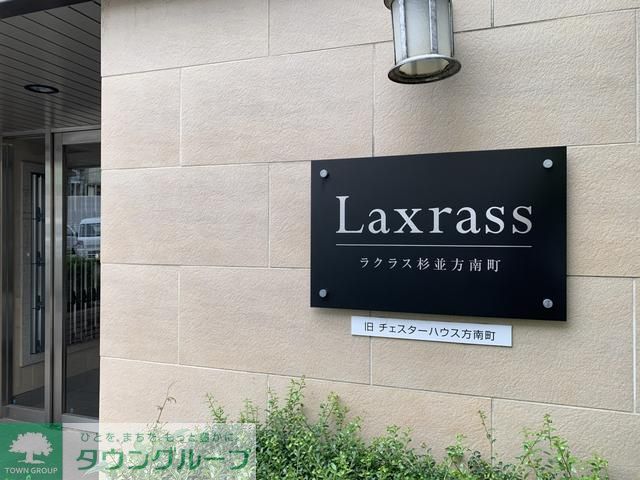 Laxrass
ラクラス杉並方南町
旧 チェスターハウス方南町
ひとを、まちを、もっと豊かに。
TOWN GROUP
タウングループ